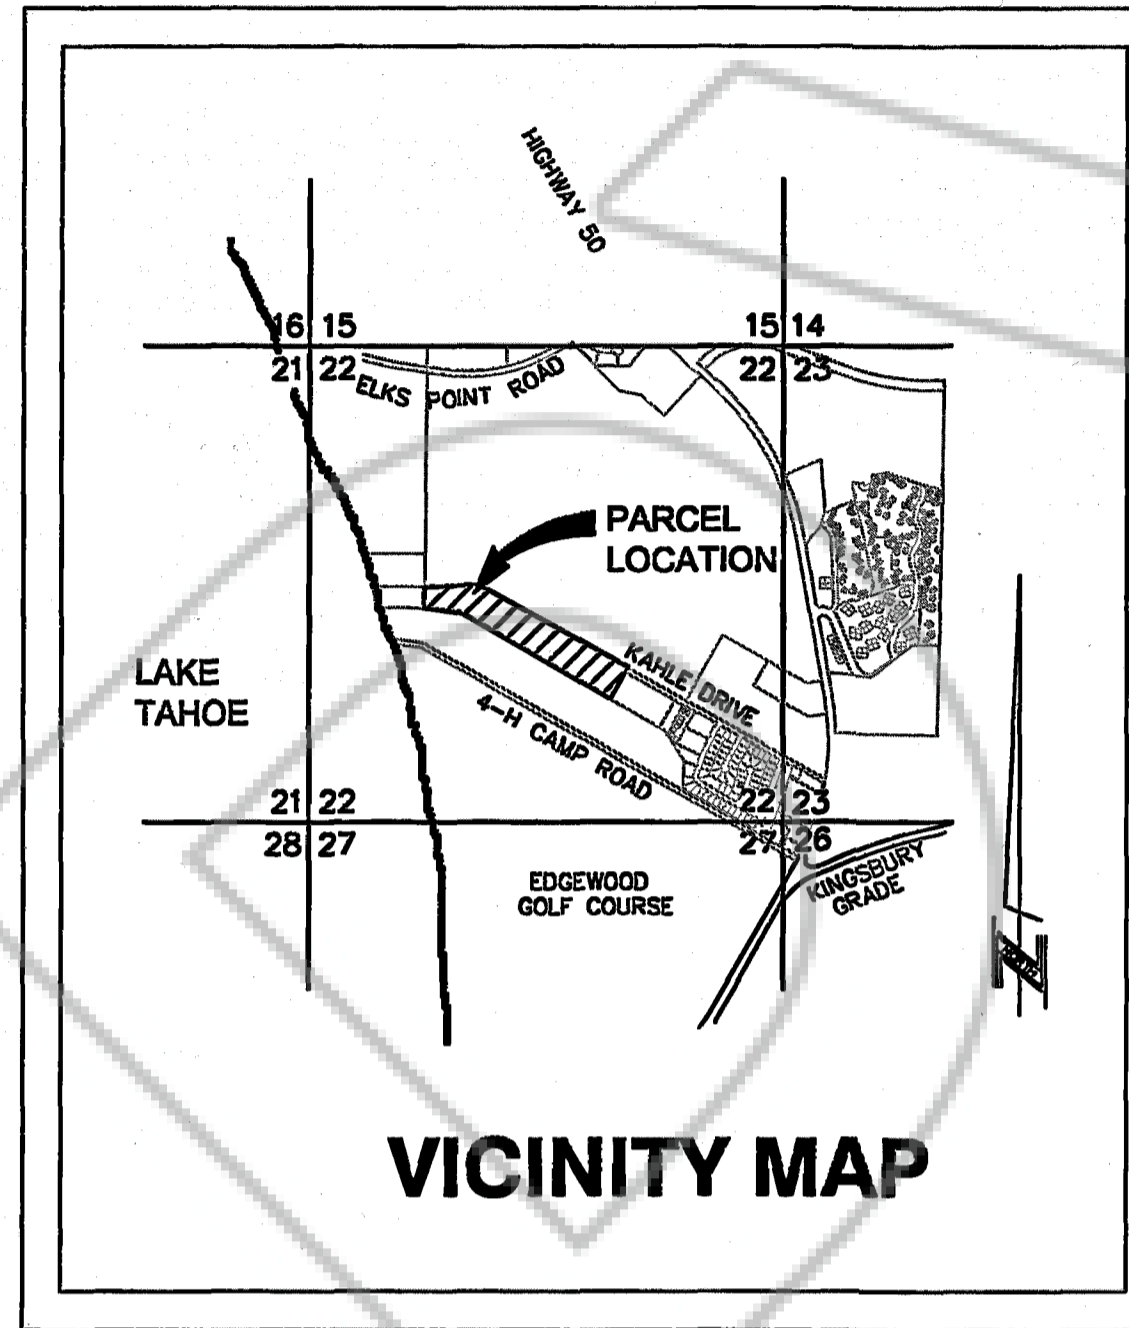 HIGHWAY 50
16 15
15 14
21 22
22 23
ELKS POINT ROAD
PARCEL
LOCATION
KAHLE DRIVE
LAKE
TAHOE
4-H CAMP ROAD
21 22
22 23
28 27
27 26
KINGSBURY
GRADE
EDGEWOOD
GOLF COURSE
NORTH
VICINITY MAP